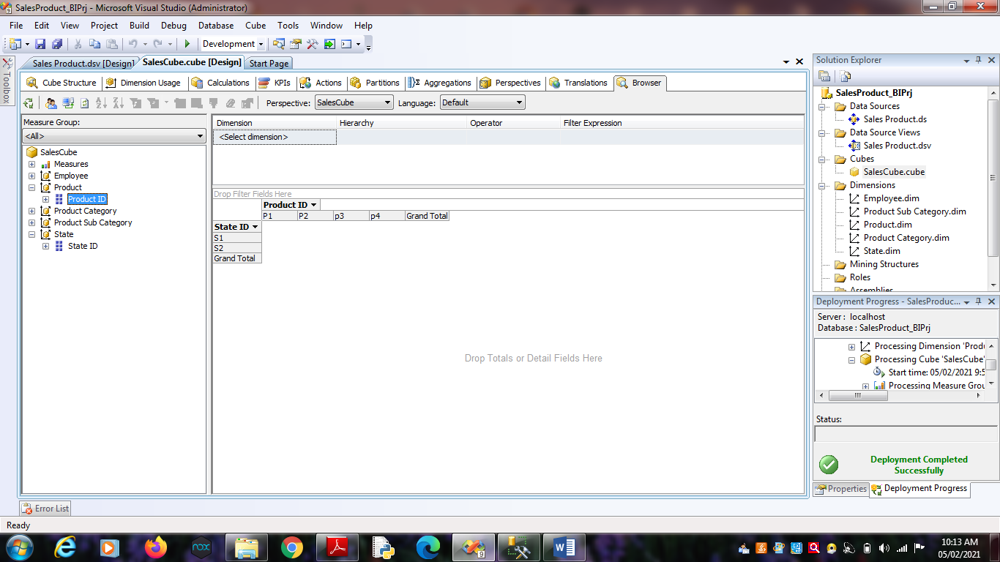 SalesProduct_BIPrj - Microsoft Visual Studio (Administrator)
File Edit View Project Build Debug Database Cube Tools Window Help
Development
Toolbox
Sales Product.dsv [Design] SalesCube.cube [Design] Start Page
Cube Structure Dimension Usage Calculations KPIs Actions Partitions Aggregations Perspectives Translations Browser
Perspective: SalesCube Language: Default
Measure Group:
<All>
SalesCube
Measures
Employee
Product
Product ID
Product Category
Product Sub Category
State
State ID
Dimension Hierarchy Operator Filter Expression
<Select dimension>
Drop Filter Fields Here
Product ID
P1 P2 p3 p4 Grand Total
State ID
S1
S2
Grand Total
Drop Totals or Detail Fields Here
Solution Explorer
SalesProduct_BIPrj
Data Sources
Sales Product.ds
Data Source Views
Sales Product.dsv
Cubes
SalesCube.cube
Dimensions
Employee.dim
Product Sub Category.dim
Product.dim
Product Category.dim
State.dim
Mining Structures
Roles
Assemblies
Deployment Progress - SalesProduc...
Server : localhost
Database : SalesProduct_BIPrj
Processing Dimension 'Produ
Processing Cube 'SalesCube'
Start time: 05/02/2021 9:5
Processing Measure Grou
Status:
Deployment Completed
Successfully
Properties Deployment Progress
Error List
Ready
nox
10:13 AM
05/02/2021